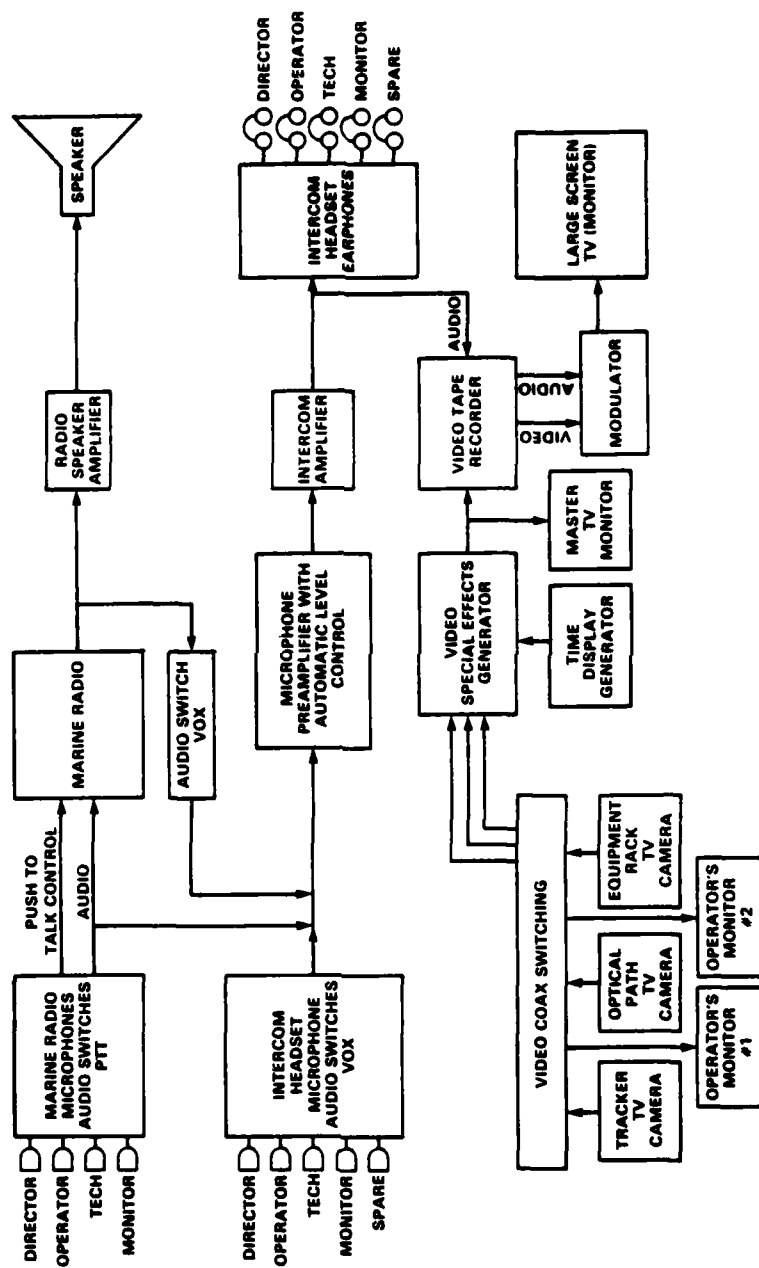 DIRECTOR
OPERATOR
TECH
MONITOR
MARINE RADIO
MICROPHONES
AUDIO SWITCHES
PTT
PUSH TO
TALK CONTROL
AUDIO
MARINE RADIO
RADIO
SPEAKER
AMPLIFIER
SPEAKER
AUDIO SWITCH
VOX
DIRECTOR
OPERATOR
TECH
MONITOR
SPARE
INTERCOM
HEADSET
MICROPHONE
AUDIO SWITCHES
VOX
MICROPHONE
PREAMPLIFIER WITH
AUTOMATIC LEVEL
CONTROL
INTERCOM
AMPLIFIER
INTERCOM
HEADSET
EARPHONES
DIRECTOR
OPERATOR
TECH
MONITOR
SPARE
AUDIO
VIDEO COAX SWITCHING
TRACKER
TV
CAMERA
OPTICAL
PATH
TV
CAMERA
EQUIPMENT
RACK
TV
CAMERA
OPERATOR'S
MONITOR
#1
OPERATOR'S
MONITOR
#2
VIDEO
SPECIAL EFFECTS
GENERATOR
TIME
DISPLAY
GENERATOR
MASTER
TV
MONITOR
VIDEO TAPE
RECORDER
VIDEO
AUDIO
MODULATOR
LARGE SCREEN
TV (MONITOR)